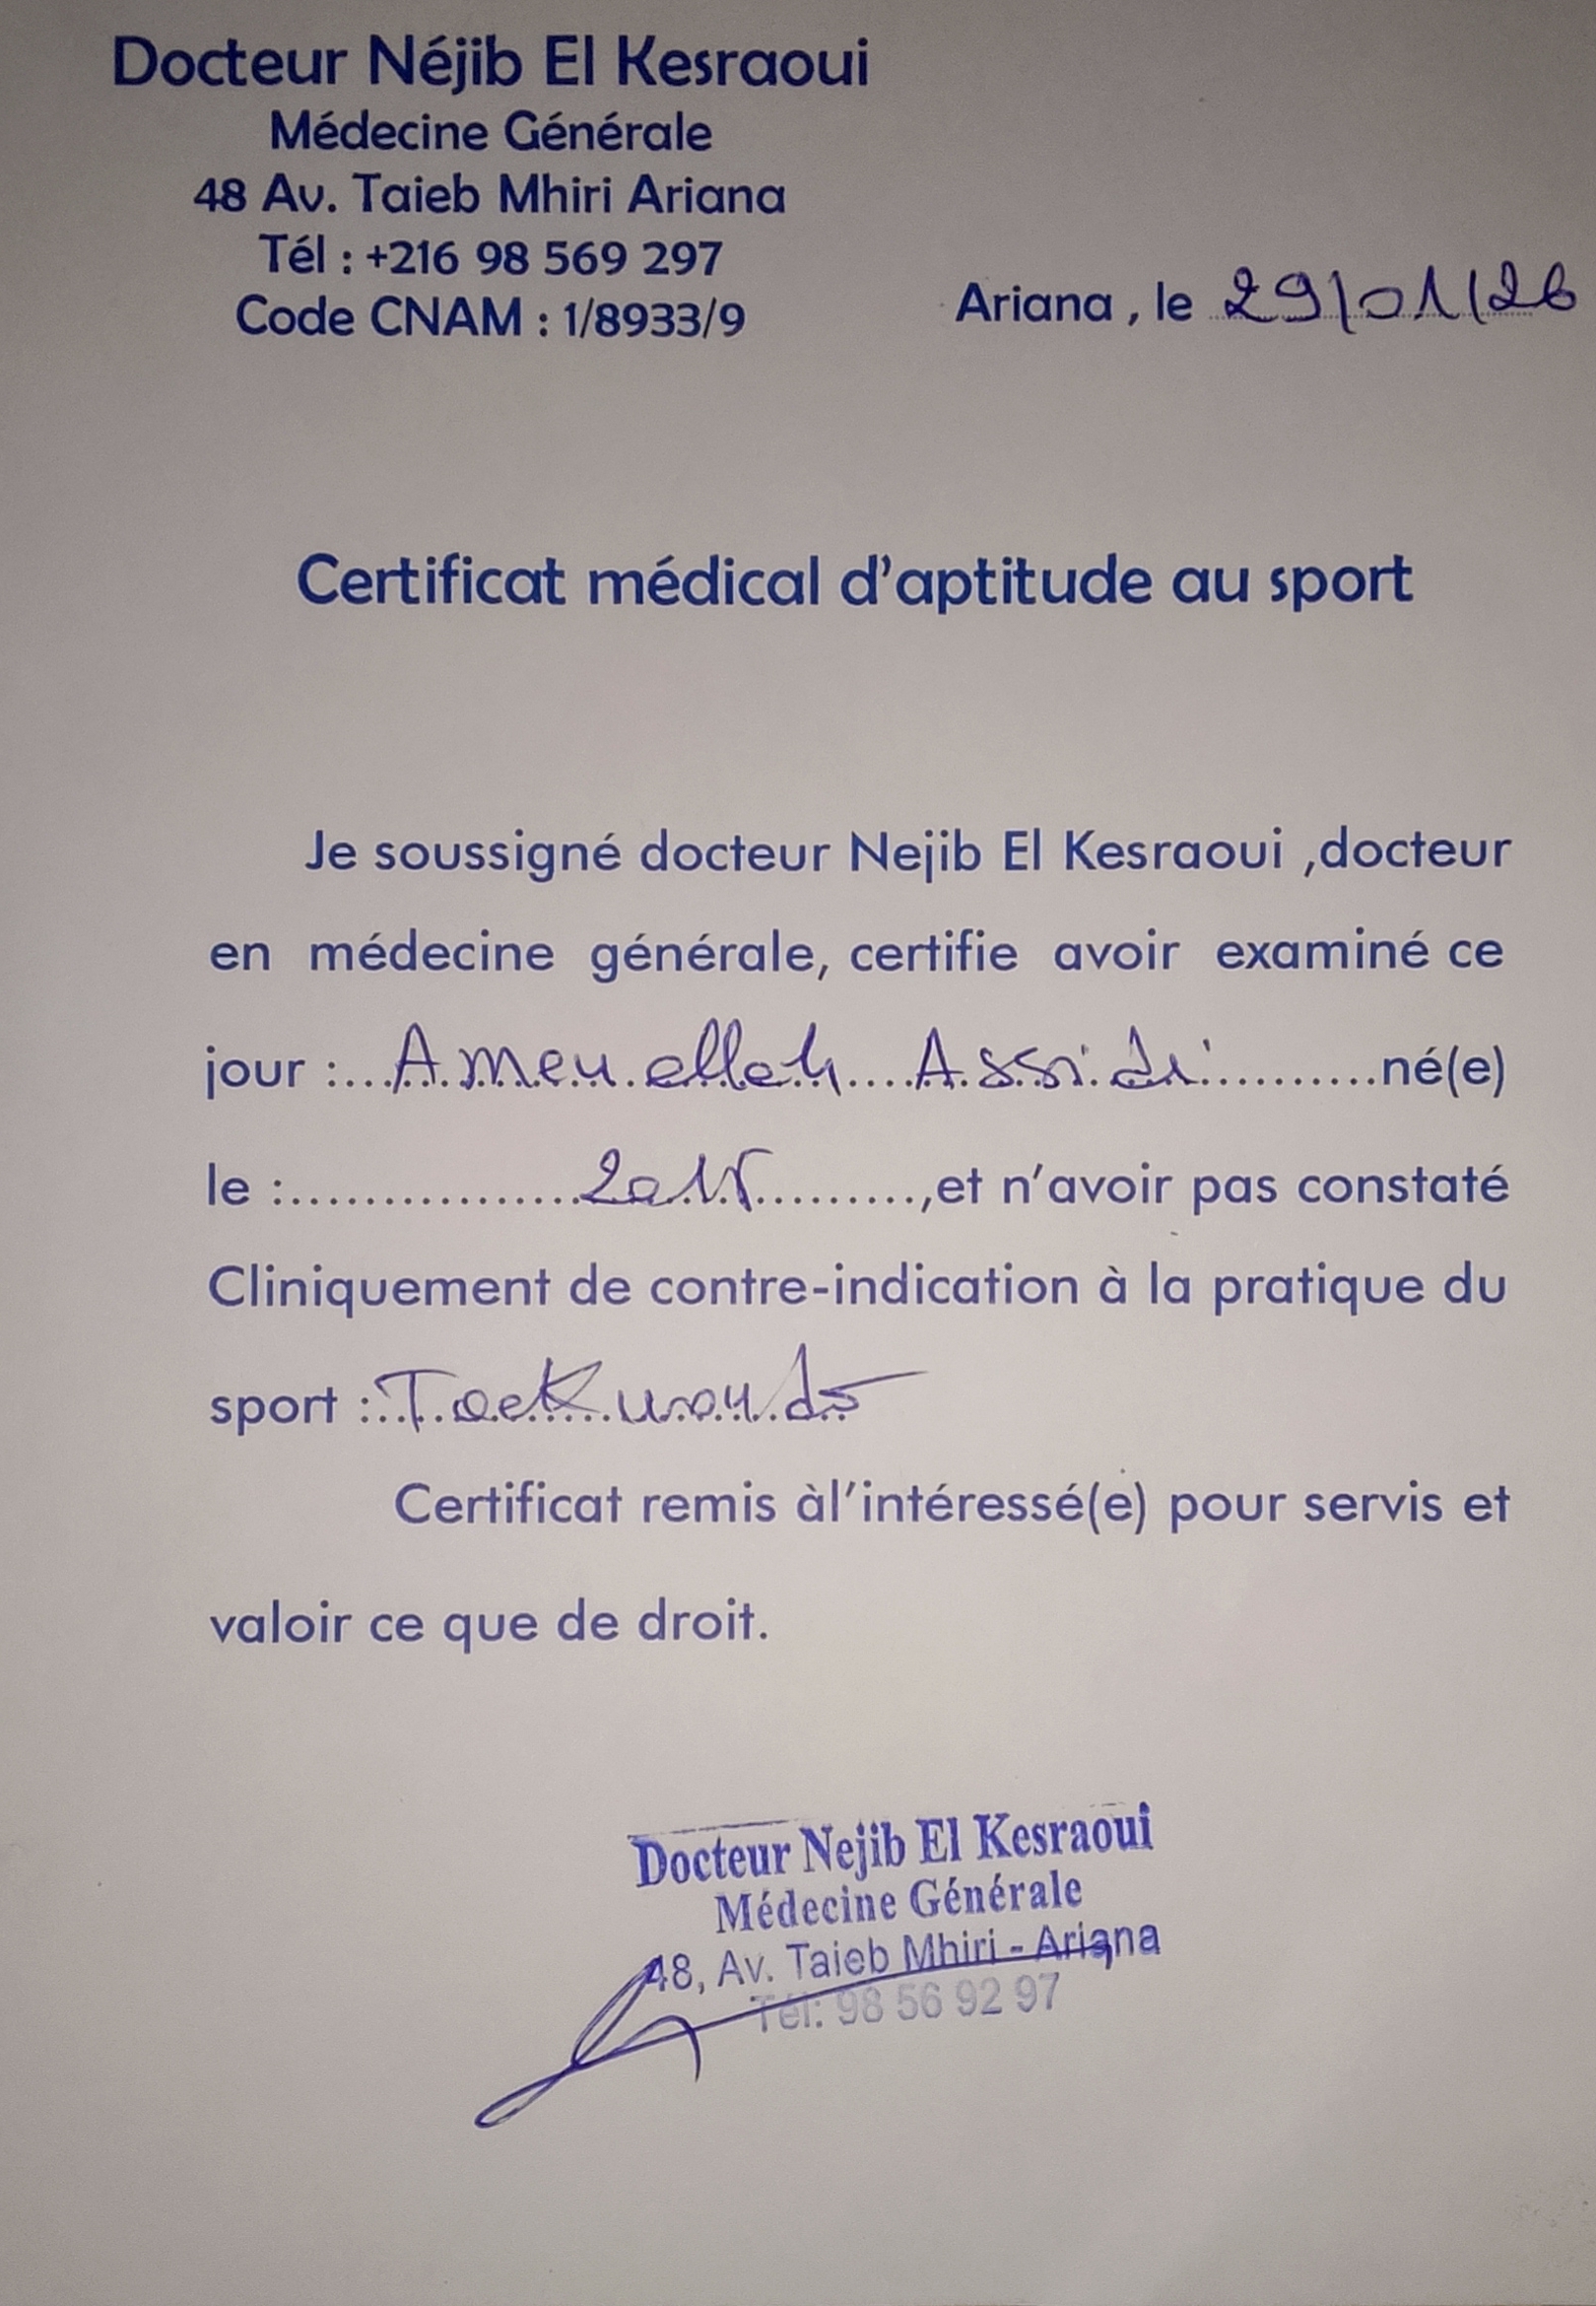 Docteur Néjib El Kesraoui
Médecine Générale
48 Av. Taieb Mhiri Ariana
Tél : +216 98 569 297
Code CNAM : 1/8933/9
Ariana , le 29/01/26
Certificat médical d'aptitude au sport
Je soussigné docteur Nejib El Kesraoui ,docteur
en médecine générale, certifie avoir examiné ce
jour :...Amenallah....Assidi..........né(e)
le :....................2015..........,et n'avoir pas constaté
Cliniquement de contre-indication à la pratique du
sport :..Taekwondo
Certificat remis àl'intéressé(e) pour servis et
valoir ce que de droit.
Docteur Nejib El Kesraoui
Médecine Générale
48, Av. Taieb Mhiri - Ariana
Tél: 98 56 92 97